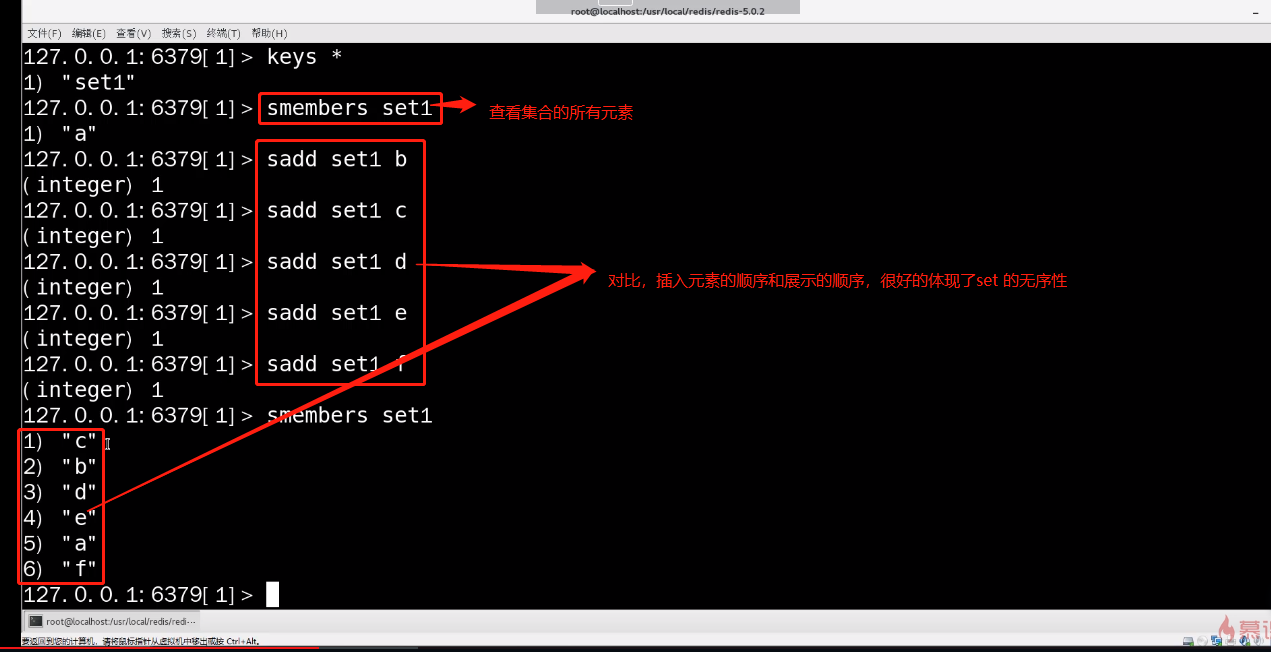 root@localhost:/usr/local/redis/redis-5.0.2
文件(F) 编辑(E) 查看(V) 搜索(S) 终端(T) 帮助(H)
127.0.0.1:6379[1]> keys *
1) "set1"
127.0.0.1:6379[1]> smembers set1
查看集合的所有元素
1) "a"
127.0.0.1:6379[1]> sadd set1 b
(integer) 1
127.0.0.1:6379[1]> sadd set1 c
(integer) 1
127.0.0.1:6379[1]> sadd set1 d
对比，插入元素的顺序和展示的顺序，很好的体现了set 的无序性
(integer) 1
127.0.0.1:6379[1]> sadd set1 e
(integer) 1
127.0.0.1:6379[1]> sadd set1 f
(integer) 1
127.0.0.1:6379[1]> smembers set1
1) "c"
2) "b"
3) "d"
4) "e"
5) "a"
6) "f"
127.0.0.1:6379[1]>
root@localhost:/usr/local/redis/redi···
要返回到您的计算机，请将鼠标指针从虚拟机中移出或按 Ctrl+Alt。
慕